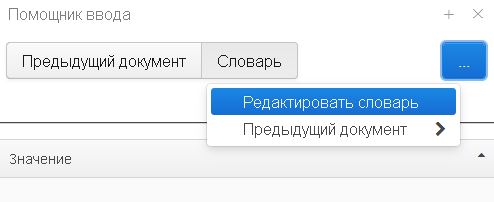 Помощник ввода
Предыдущий документ Словарь ...
Редактировать словарь
Предыдущий документ
Значение